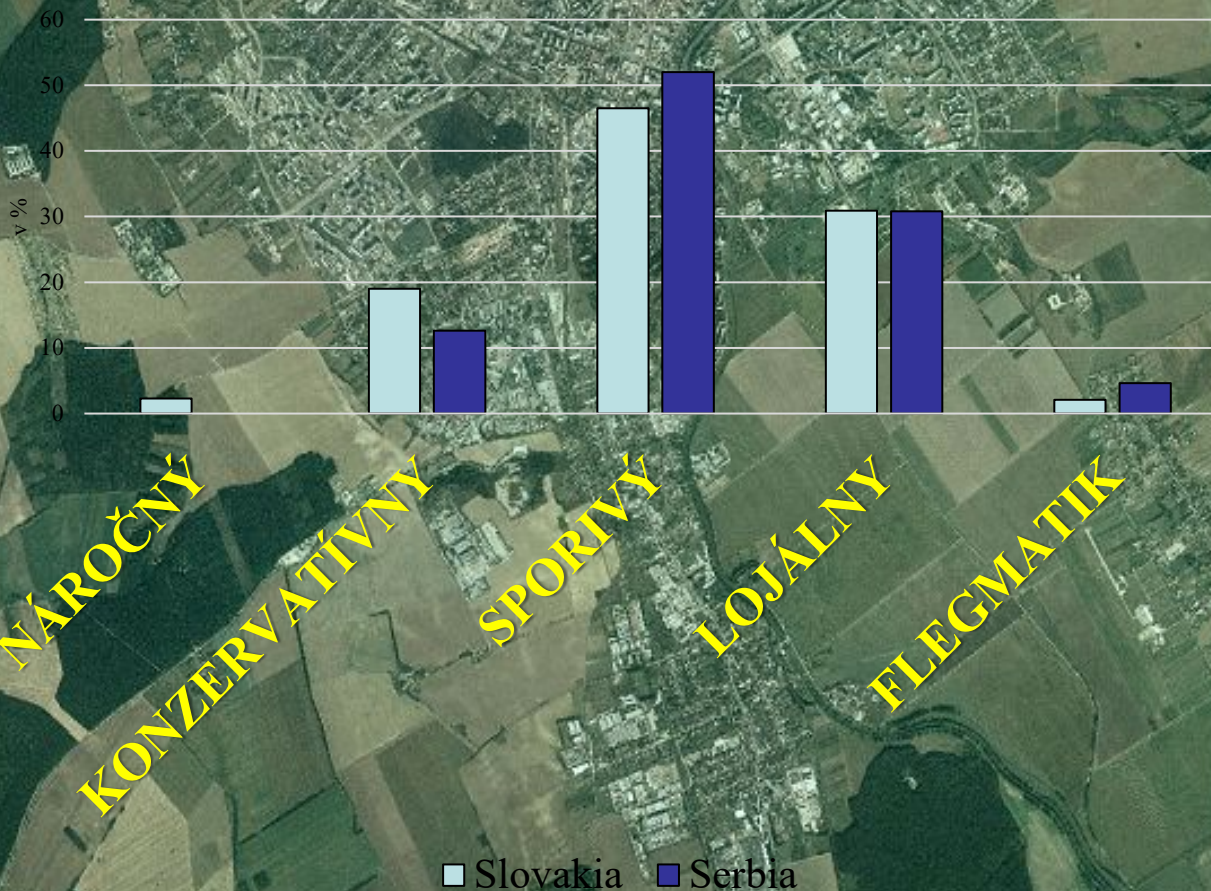 60
50
40
30
20
10
0
v %
NÁROČNÝ
KONZERVATÍVNY
SPORIVÝ
LOJÁLNY
FLEGMATIK
Slovakia
Serbia